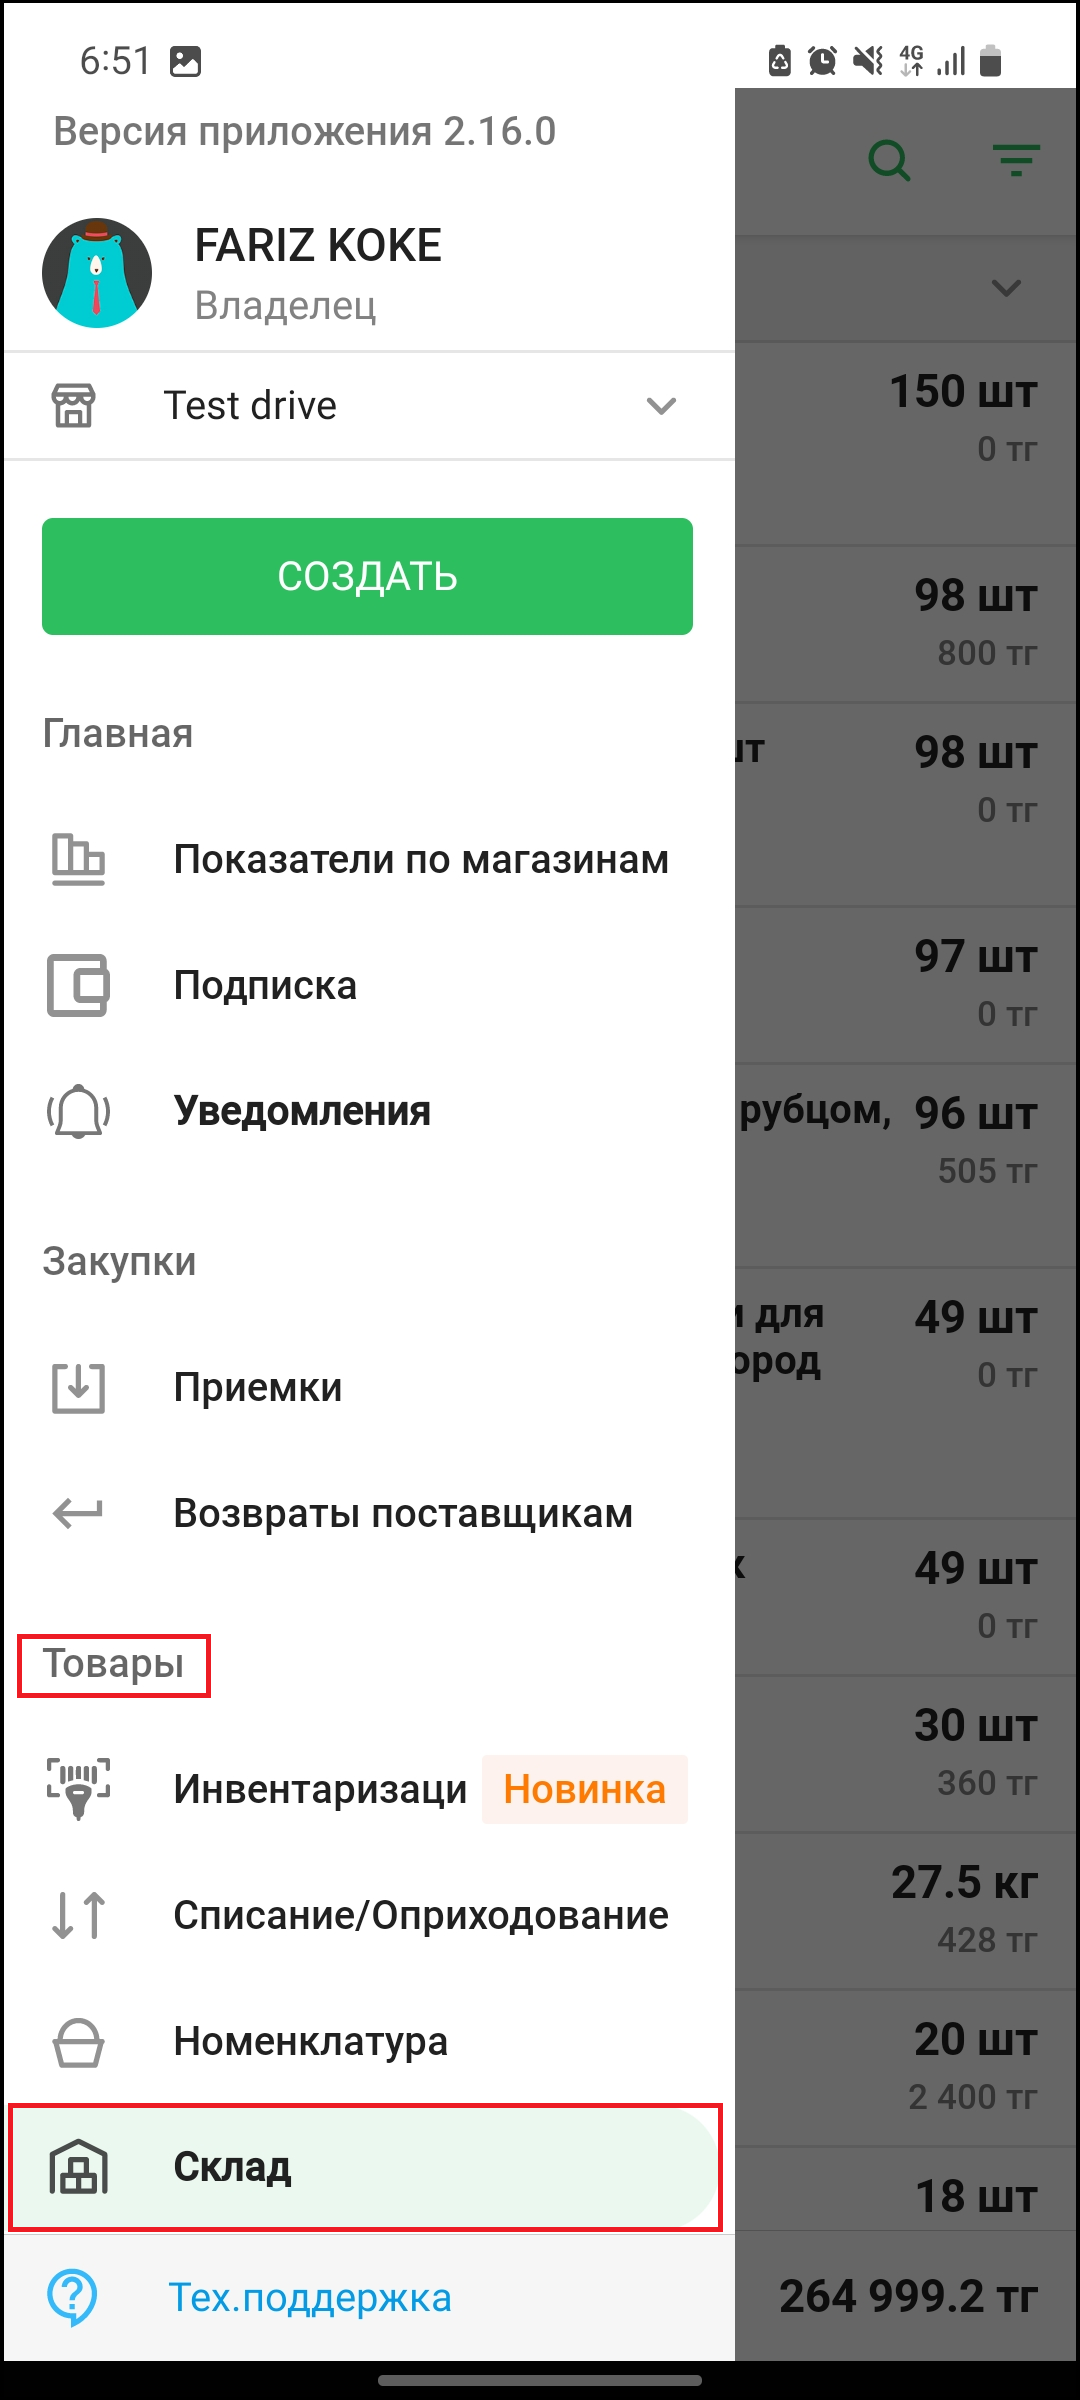 6:51
4G
Версия приложения 2.16.0
FARIZ KOKE
Владелец
Test drive
СОЗДАТЬ
Главная
Показатели по магазинам
Подписка
Уведомления
Закупки
Приемки
Возвраты поставщикам
Товары
Инвентаризаци Новинка
Списание/Оприходование
Номенклатура
Склад
Тех.поддержка
150 шт
0 тг
98 шт
800 тг
98 шт
0 тг
97 шт
0 тг
рубцом, 96 шт
505 тг
для 49 шт
ород 0 тг
49 шт
0 тг
30 шт
360 тг
27.5 кг
428 тг
20 шт
2 400 тг
18 шт
264 999.2 тг